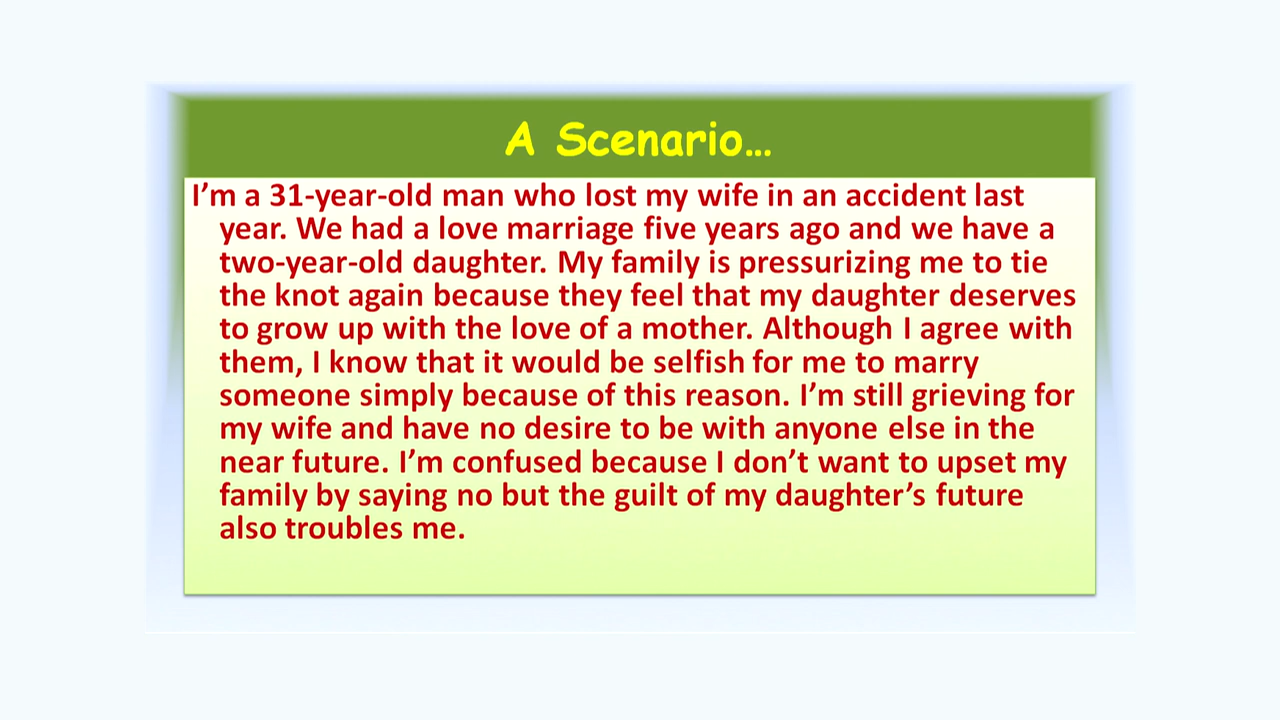 A Scenario…
I’m a 31-year-old man who lost my wife in an accident last
year. We had a love marriage five years ago and we have a
two-year-old daughter. My family is pressurizing me to tie
the knot again because they feel that my daughter deserves
to grow up with the love of a mother. Although I agree with
them, I know that it would be selfish for me to marry
someone simply because of this reason. I’m still grieving for
my wife and have no desire to be with anyone else in the
near future. I’m confused because I don’t want to upset my
family by saying no but the guilt of my daughter’s future
also troubles me.